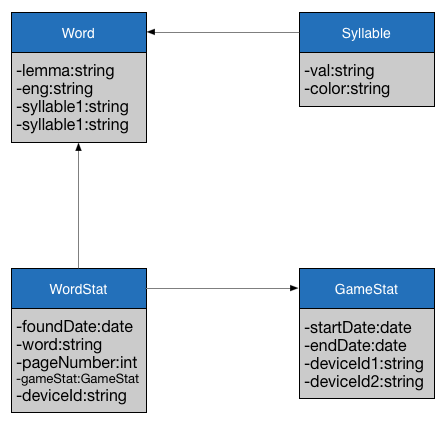 Word
-lemma:string
-eng:string
-syllable1:string
-syllable1:string
Syllable
-val:string
-color:string
WordStat
-foundDate:date
-word:string
-pageNumber:int
-gameStat:GameStat
-deviceId:string
GameStat
-startDate:date
-endDate:date
-deviceId1:string
-deviceId2:string